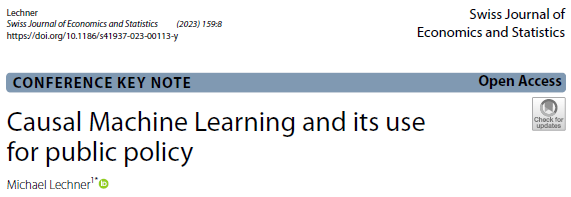 Lechner
Swiss Journal of Economics and Statistics (2023) 159:8
https://doi.org/10.1186/s41937-023-00113-y
Swiss Journal of
Economics and Statistics
CONFERENCE KEY NOTE
Open Access
Causal Machine Learning and its use
for public policy
Check for
updates
Michael Lechner1*